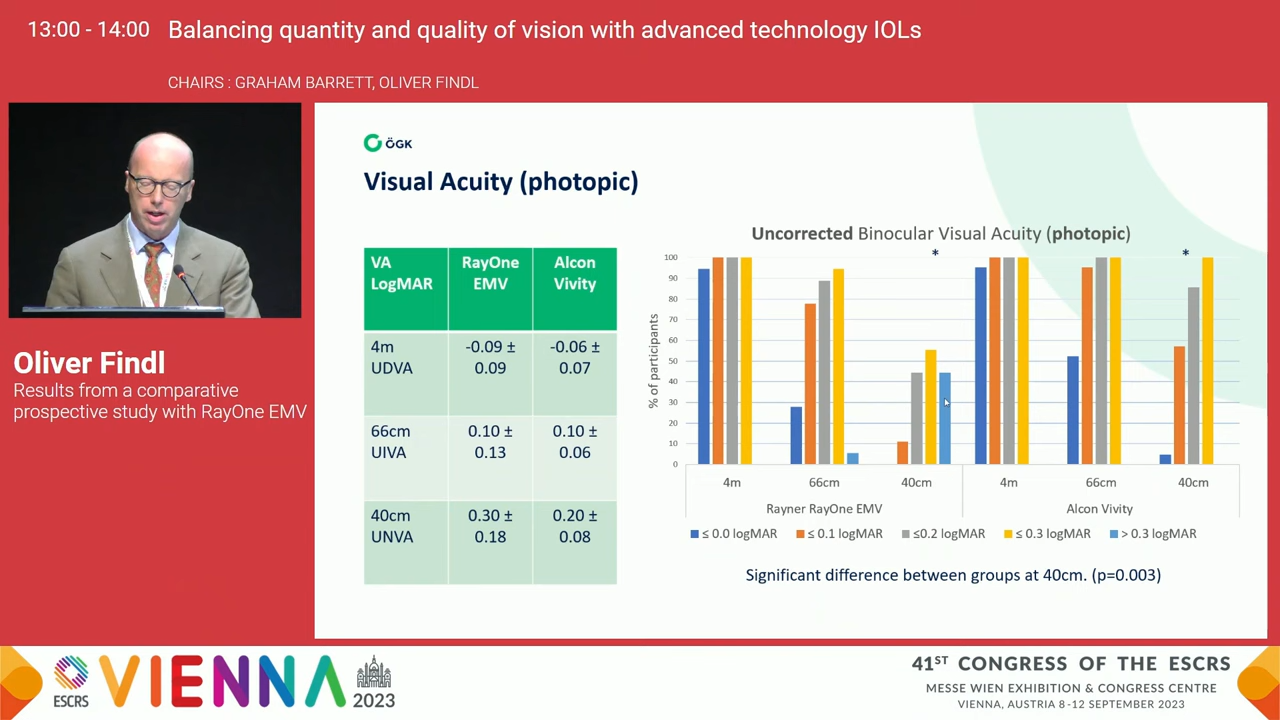 13:00 - 14:00 Balancing quantity and quality of vision with advanced technology IOLs
CHAIRS : GRAHAM BARRETT, OLIVER FINDL
Oliver Findl
Results from a comparative
prospective study with RayOne EMV
ÖGK
Visual Acuity (photopic)
VA LogMAR RayOne EMV Alcon Vivity
4m UDVA -0.09 ± 0.09 -0.06 ± 0.07
66cm UIVA 0.10 ± 0.13 0.10 ± 0.06
40cm UNVA 0.30 ± 0.18 0.20 ± 0.08
Uncorrected Binocular Visual Acuity (photopic)
* *
% of participants
100
90
80
70
60
50
40
30
20
10
0
4m 66cm 40cm 4m 66cm 40cm
Rayner RayOne EMV Alcon Vivity
≤ 0.0 logMAR ≤ 0.1 logMAR ≤0.2 logMAR ≤ 0.3 logMAR > 0.3 logMAR
Significant difference between groups at 40cm. (p=0.003)
ESCRS
VIENNA
2023
41ST CONGRESS OF THE ESCRS
MESSE WIEN EXHIBITION & CONGRESS CENTRE
VIENNA, AUSTRIA 8-12 SEPTEMBER 2023